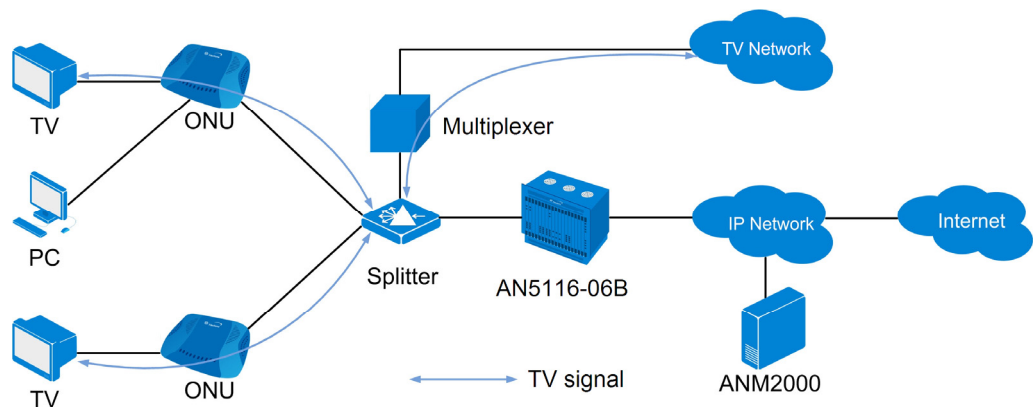 TV Network
TV
ONU
Multiplexer
PC
Splitter
AN5116-06B
IP Network
Internet
TV
ONU
TV signal
ANM2000